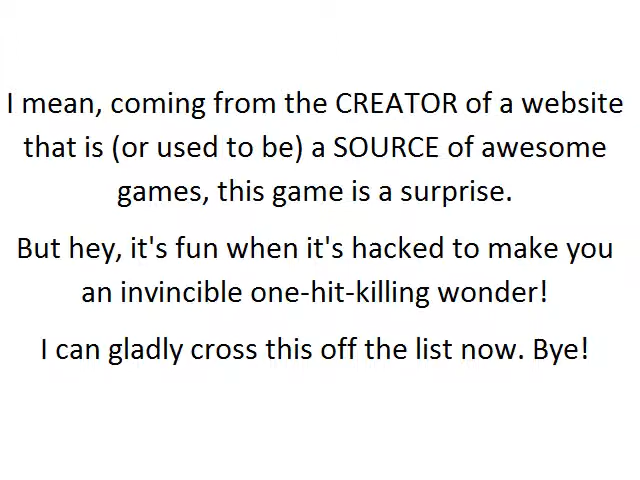 I mean, coming from the CREATOR of a website
that is (or used to be) a SOURCE of awesome
games, this game is a surprise.
But hey, it's fun when it's hacked to make you
an invincible one-hit-killing wonder!
I can gladly cross this off the list now. Bye!